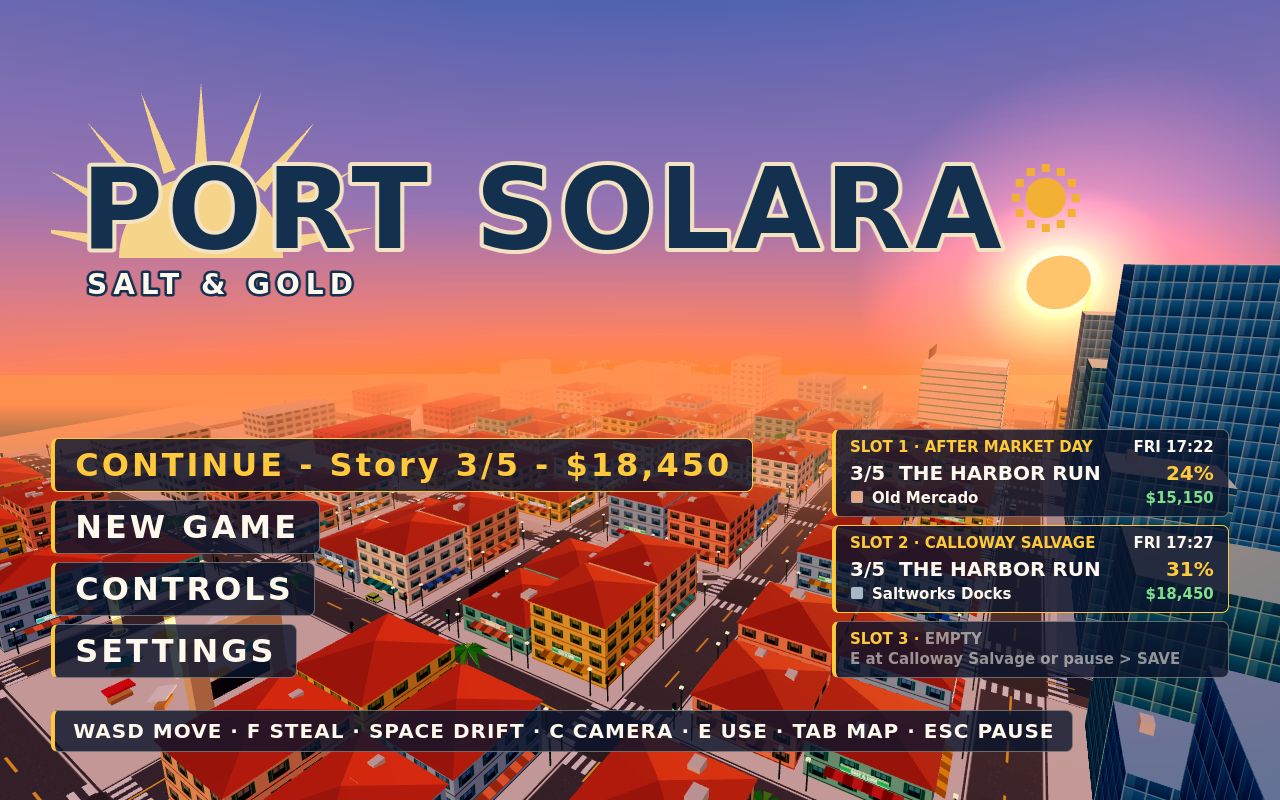 PORT SOLARA
SALT & GOLD
CONTINUE - Story 3/5 - $18,450
NEW GAME
CONTROLS
SETTINGS
SLOT 1 · AFTER MARKET DAY FRI 17:22
3/5 THE HARBOR RUN 24%
Old Mercado $15,150
SLOT 2 · CALLOWAY SALVAGE FRI 17:27
3/5 THE HARBOR RUN 31%
Saltworks Docks $18,450
SLOT 3 · EMPTY
E at Calloway Salvage or pause > SAVE
WASD MOVE · F STEAL · SPACE DRIFT · C CAMERA · E USE · TAB MAP · ESC PAUSE